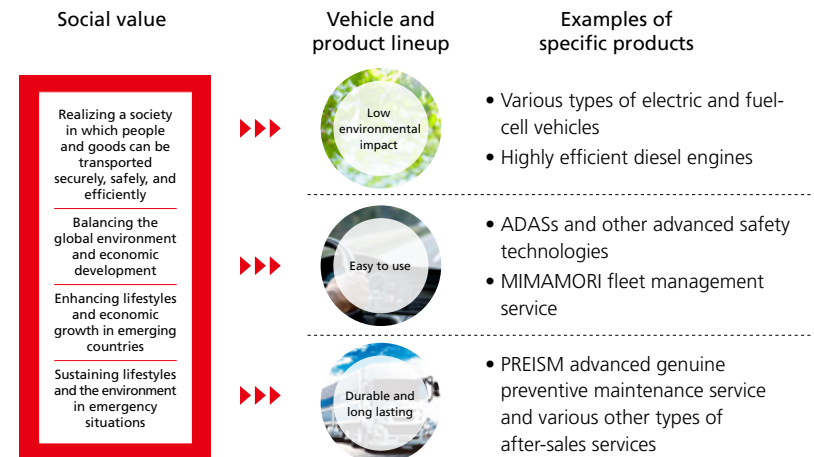 Social value
Vehicle and
product lineup
Examples of
specific products
Realizing a society
in which people
and goods can be
transported
securely, safely, and
efficiently
Balancing the
global environment
and economic
development
Enhancing lifestyles
and economic
growth in emerging
countries
Sustaining lifestyles
and the environment
in emergency
situations
Low
environmental
impact
• Various types of electric and fuel-
cell vehicles
• Highly efficient diesel engines
Easy to use
• ADASs and other advanced safety
technologies
• MIMAMORI fleet management
service
Durable and
long lasting
• PREISM advanced genuine
preventive maintenance service
and various other types of
after-sales services